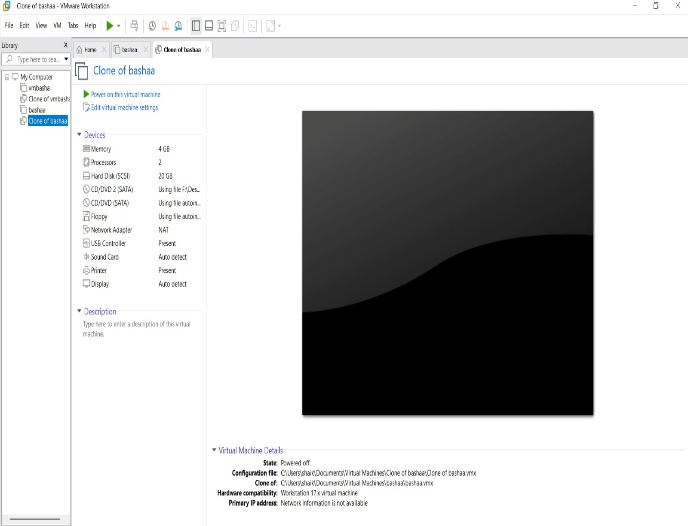 Clone of bashaa - VMware Workstation
File Edit View VM Tabs Help
Library X
Type here to sea...
My Computer
vmbasha
Clone of vmbasha
bashaa
Clone of bashaa
Home bashaa Clone of bashaa
Clone of bashaa
Power on this virtual machine
Edit virtual machine settings
Devices
Memory 4 GB
Processors 2
Hard Disk (SCSI) 20 GB
CD/DVD 2 (SATA) Using file F:\Des...
CD/DVD (SATA) Using file autoin...
Floppy Using file autoin...
Network Adapter NAT
USB Controller Present
Sound Card Auto detect
Printer Present
Display Auto detect
Description
Type here to enter a description of this virtual
machine.
Virtual Machine Details
State: Powered off
Configuration file: C:\Users\shaik\Documents\Virtual Machines\Clone of bashaa\Clone of bashaa.vmx
Clone of: C:\Users\shaik\Documents\Virtual Machines\bashaa\bashaa.vmx
Hardware compatibility: Workstation 17.x virtual machine
Primary IP address: Network information is not available